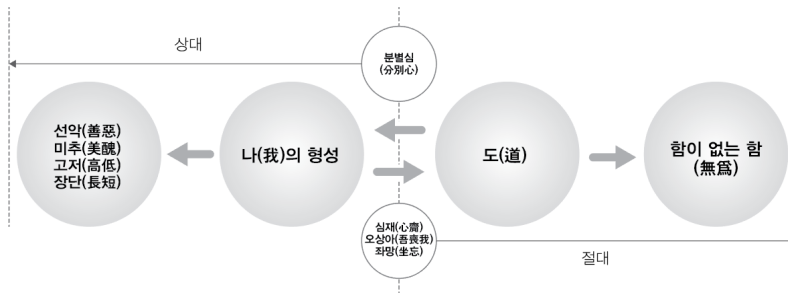 상대
분별심
(分別心)
선악(善惡)
미추(美醜)
고저(高低)
장단(長短)
나(我)의 형성
도(道)
함이 없는 함
(無爲)
심재(心齋)
오상아(吾喪我)
좌망(坐忘)
절대